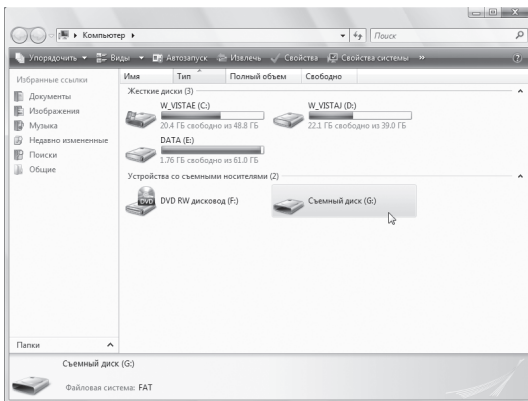 Компьютер
Поиск
Упорядочить Виды Автозапуск Извлечь Свойства Свойства системы »
Избранные ссылки
Документы
Изображения
Музыка
Недавно измененные
Поиски
Общие
Папки
Имя Тип Полный объем Свободно
Жесткие диски (3)
W_VISTAE (C:)
20.4 ГБ свободно из 48.8 ГБ
W_VISTAJ (D:)
22.1 ГБ свободно из 39.0 ГБ
DATA (E:)
1.76 ГБ свободно из 61.0 ГБ
Устройства со съемными носителями (2)
DVD
DVD RW дисковод (F:)
Съемный диск (G:)
Съемный диск (G:)
Файловая система: FAT